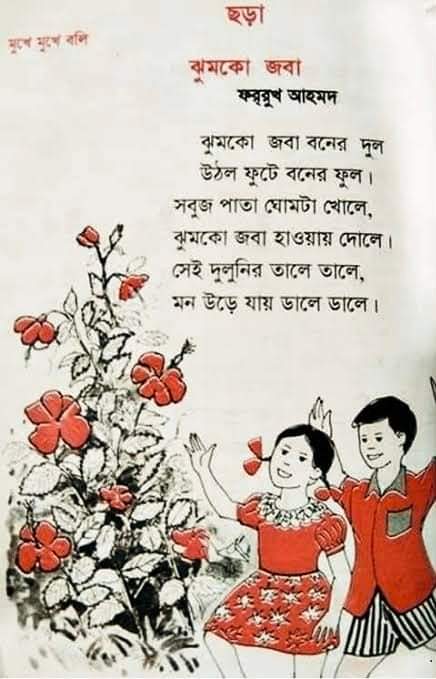 ছড়া
মুখে মুখে বলি
ঝুমকো জবা
ফররুখ আহমদ
ঝুমকো জবা বনের দুল
উঠল ফুটে বনের ফুল।
সবুজ পাতা ঘোমটা খোলে,
ঝুমকো জবা হাওয়ায় দোলে।
সেই দুলুনির তালে তালে,
মন উড়ে যায় ডালে ডালে।